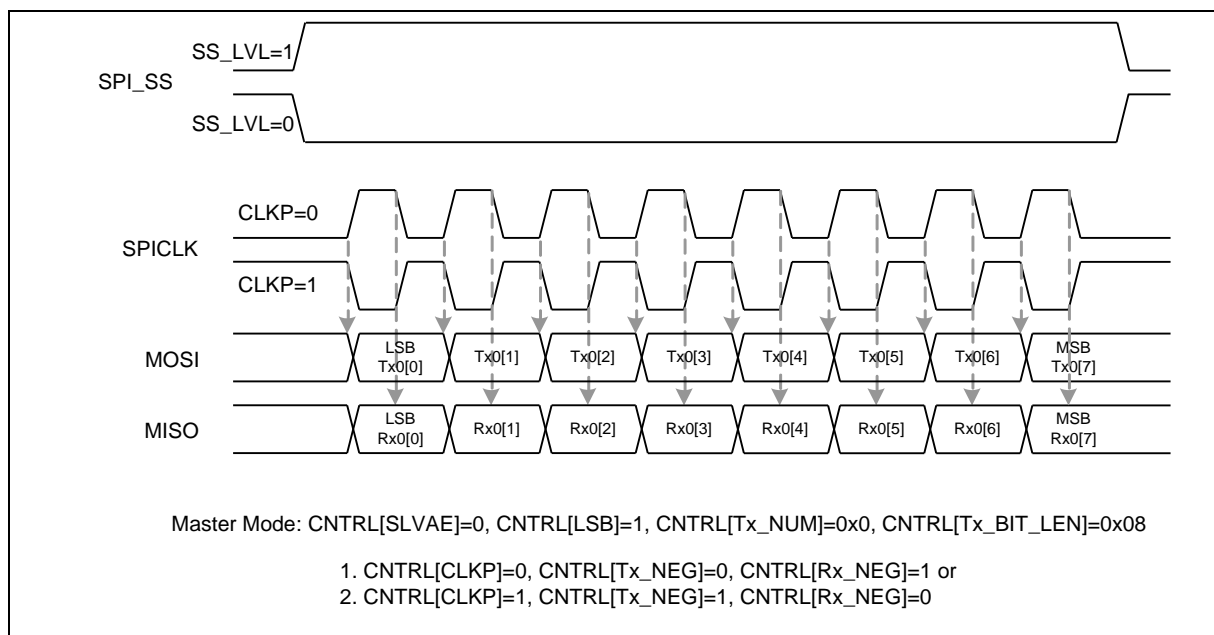 SS_LVL=1
SPI_SS
SS_LVL=0
CLKP=0
SPICLK
CLKP=1
MOSI
LSB
Tx0[0]
Tx0[1]
Tx0[2]
Tx0[3]
Tx0[4]
Tx0[5]
Tx0[6]
MSB
Tx0[7]
MISO
LSB
Rx0[0]
Rx0[1]
Rx0[2]
Rx0[3]
Rx0[4]
Rx0[5]
Rx0[6]
MSB
Rx0[7]
Master Mode: CNTRL[SLVAE]=0, CNTRL[LSB]=1, CNTRL[Tx_NUM]=0x0, CNTRL[Tx_BIT_LEN]=0x08
1. CNTRL[CLKP]=0, CNTRL[Tx_NEG]=0, CNTRL[Rx_NEG]=1 or
2. CNTRL[CLKP]=1, CNTRL[Tx_NEG]=1, CNTRL[Rx_NEG]=0